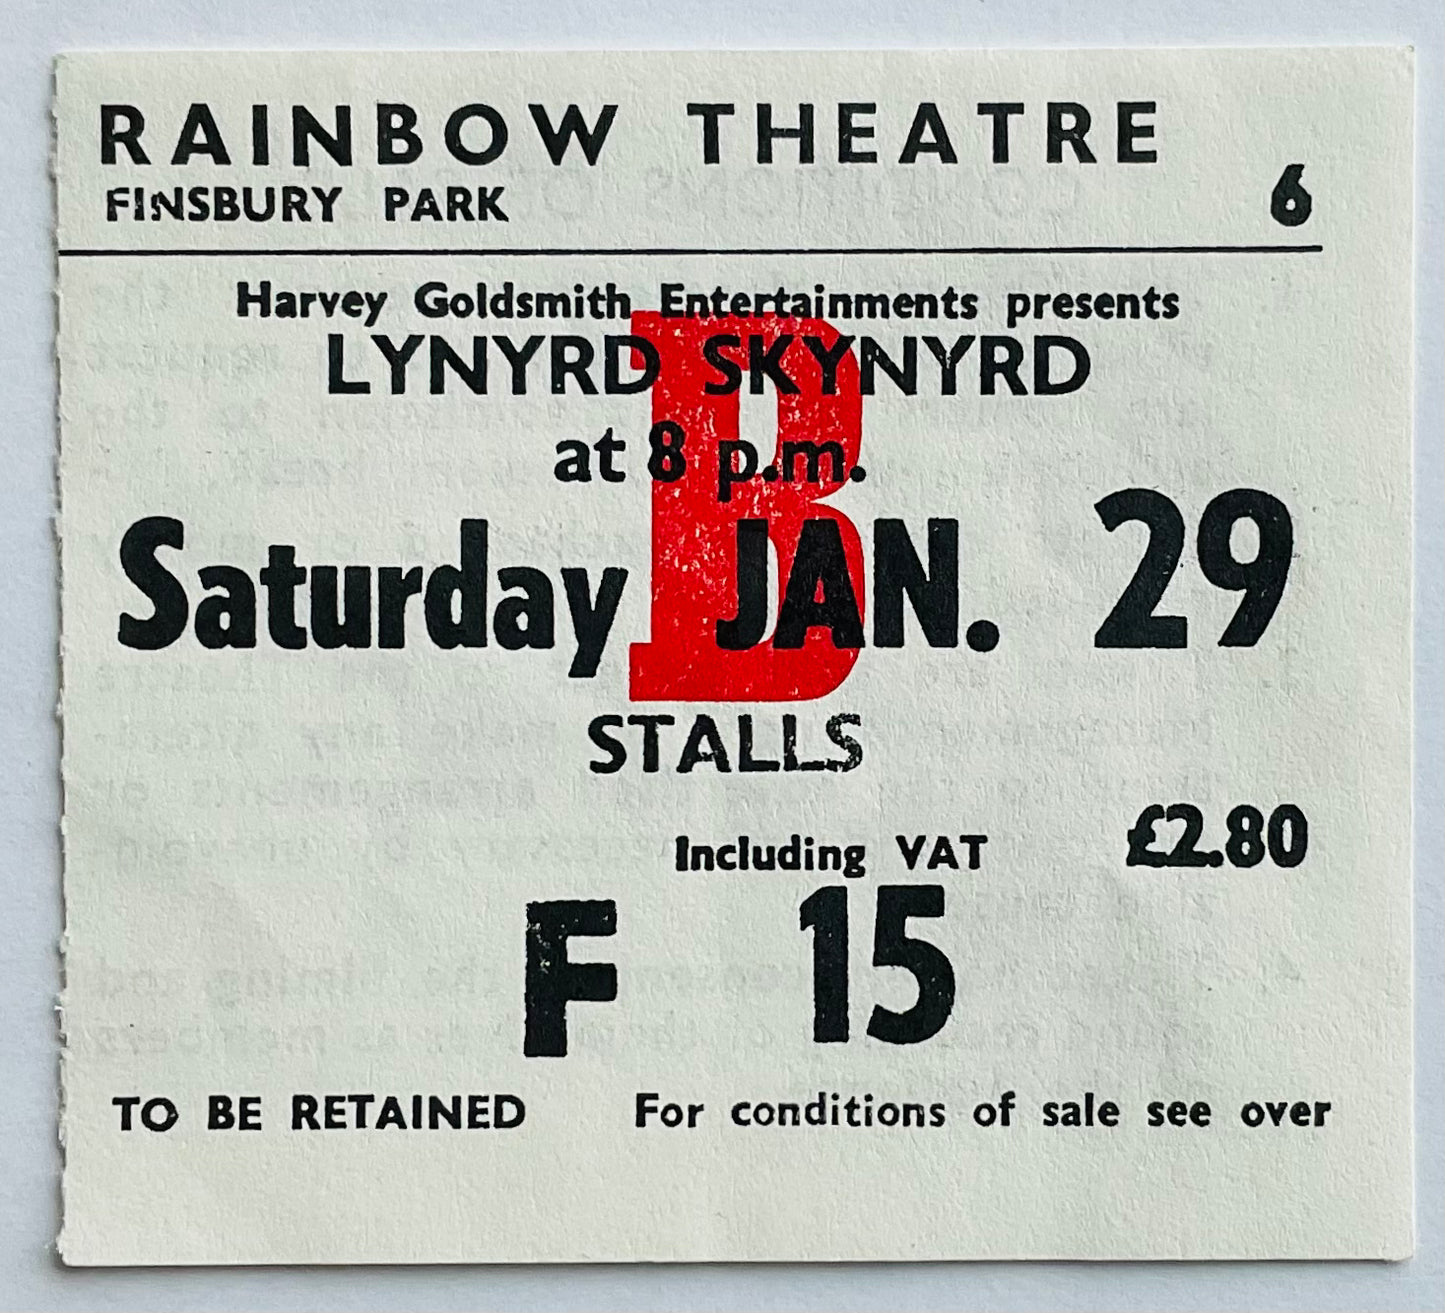 RAINBOW THEATRE
FINSBURY PARK
6
Harvey Goldsmith Entertainments presents
LYNYRD SKYNYRD
at 8 p.m.
B
Saturday JAN. 29
STALLS
Including VAT £2.80
F 15
TO BE RETAINED For conditions of sale see over